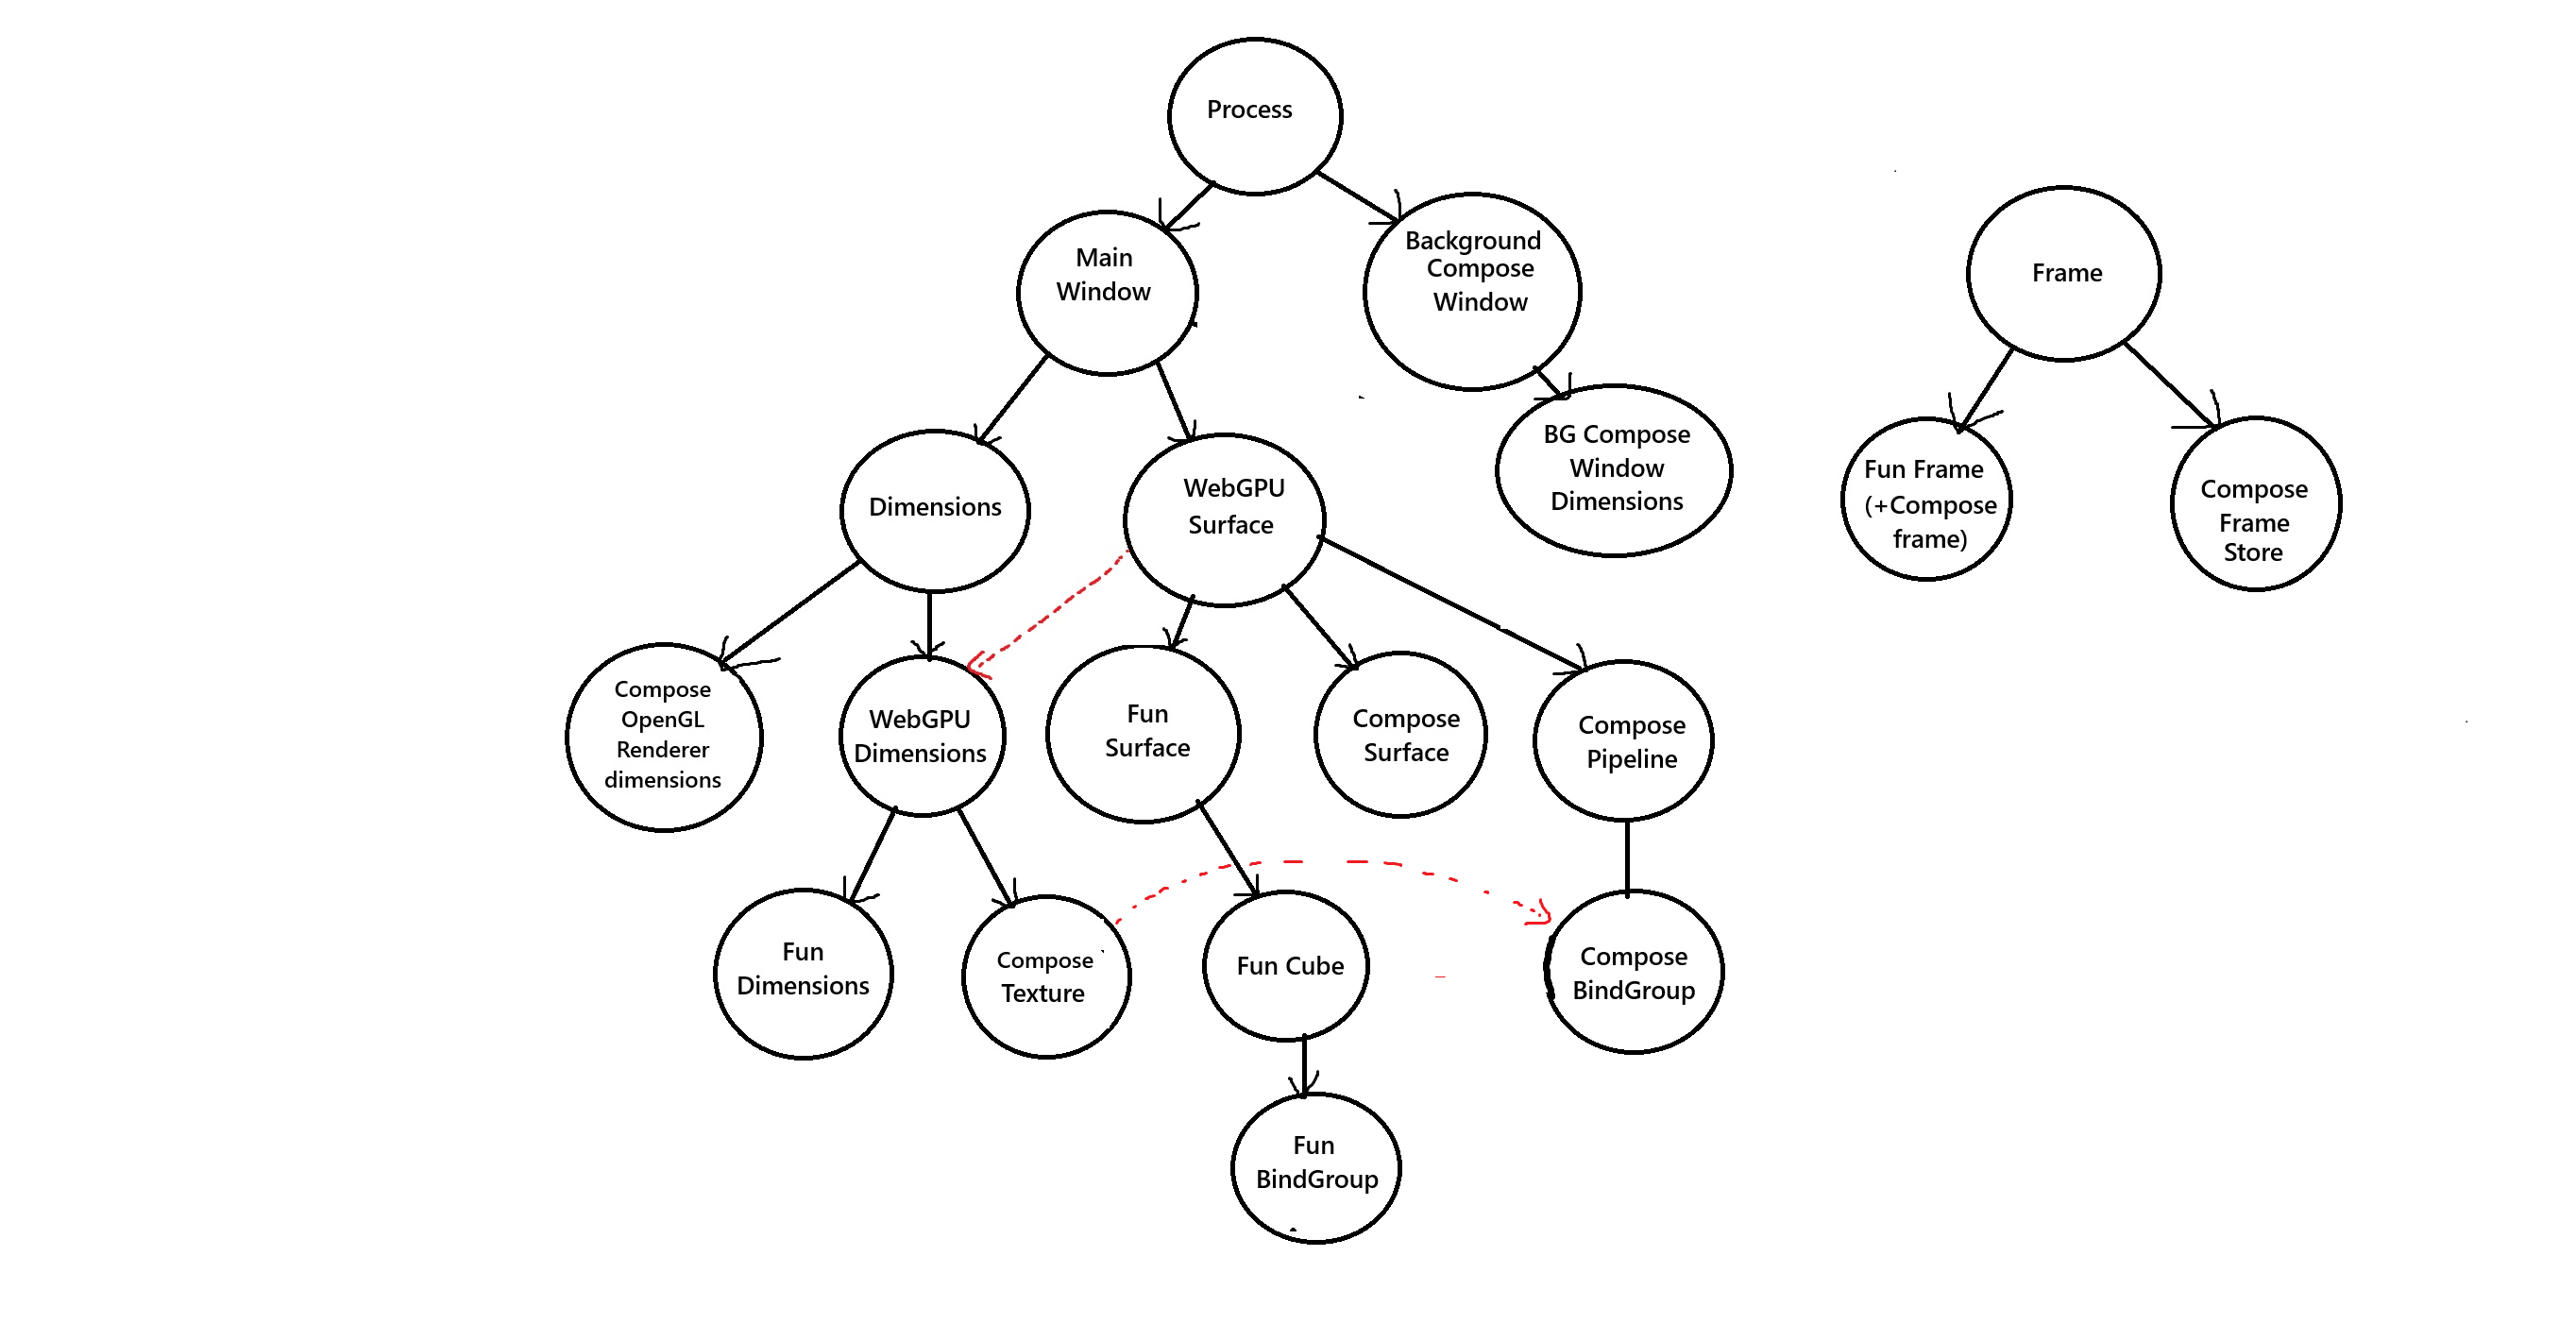 Process
Main
Window
Background
Compose
Window
Frame
Dimensions
WebGPU
Surface
BG Compose
Window
Dimensions
Fun Frame
(+Compose
frame)
Compose
Frame
Store
Compose
OpenGL
Renderer
dimensions
WebGPU
Dimensions
Fun
Surface
Compose
Surface
Compose
Pipeline
Fun
Dimensions
Compose
Texture
Fun Cube
Compose
BindGroup
Fun
BindGroup